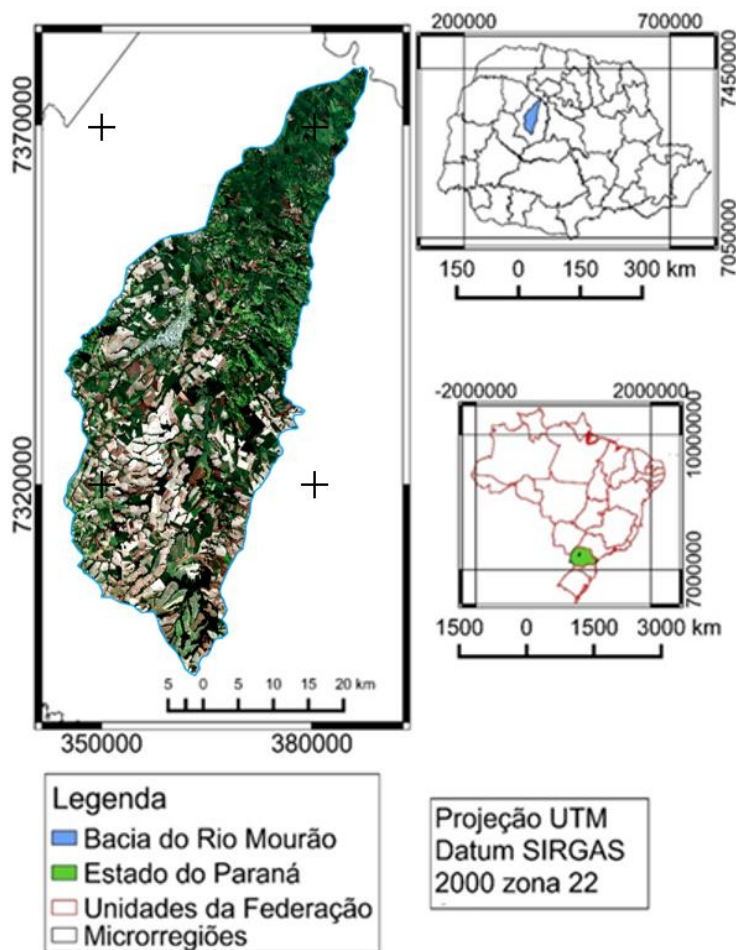 7370000
7320000
350000
380000
5 0 5 10 15 20 km
200000
700000
7450000
7050000
150 0 150 300 km
-2000000
2000000
10000000
7000000
1500 0 1500 3000 km
Legenda
Bacia do Rio Mourão
Estado do Paraná
Unidades da Federação
Microrregiões
Projeção UTM
Datum SIRGAS
2000 zona 22